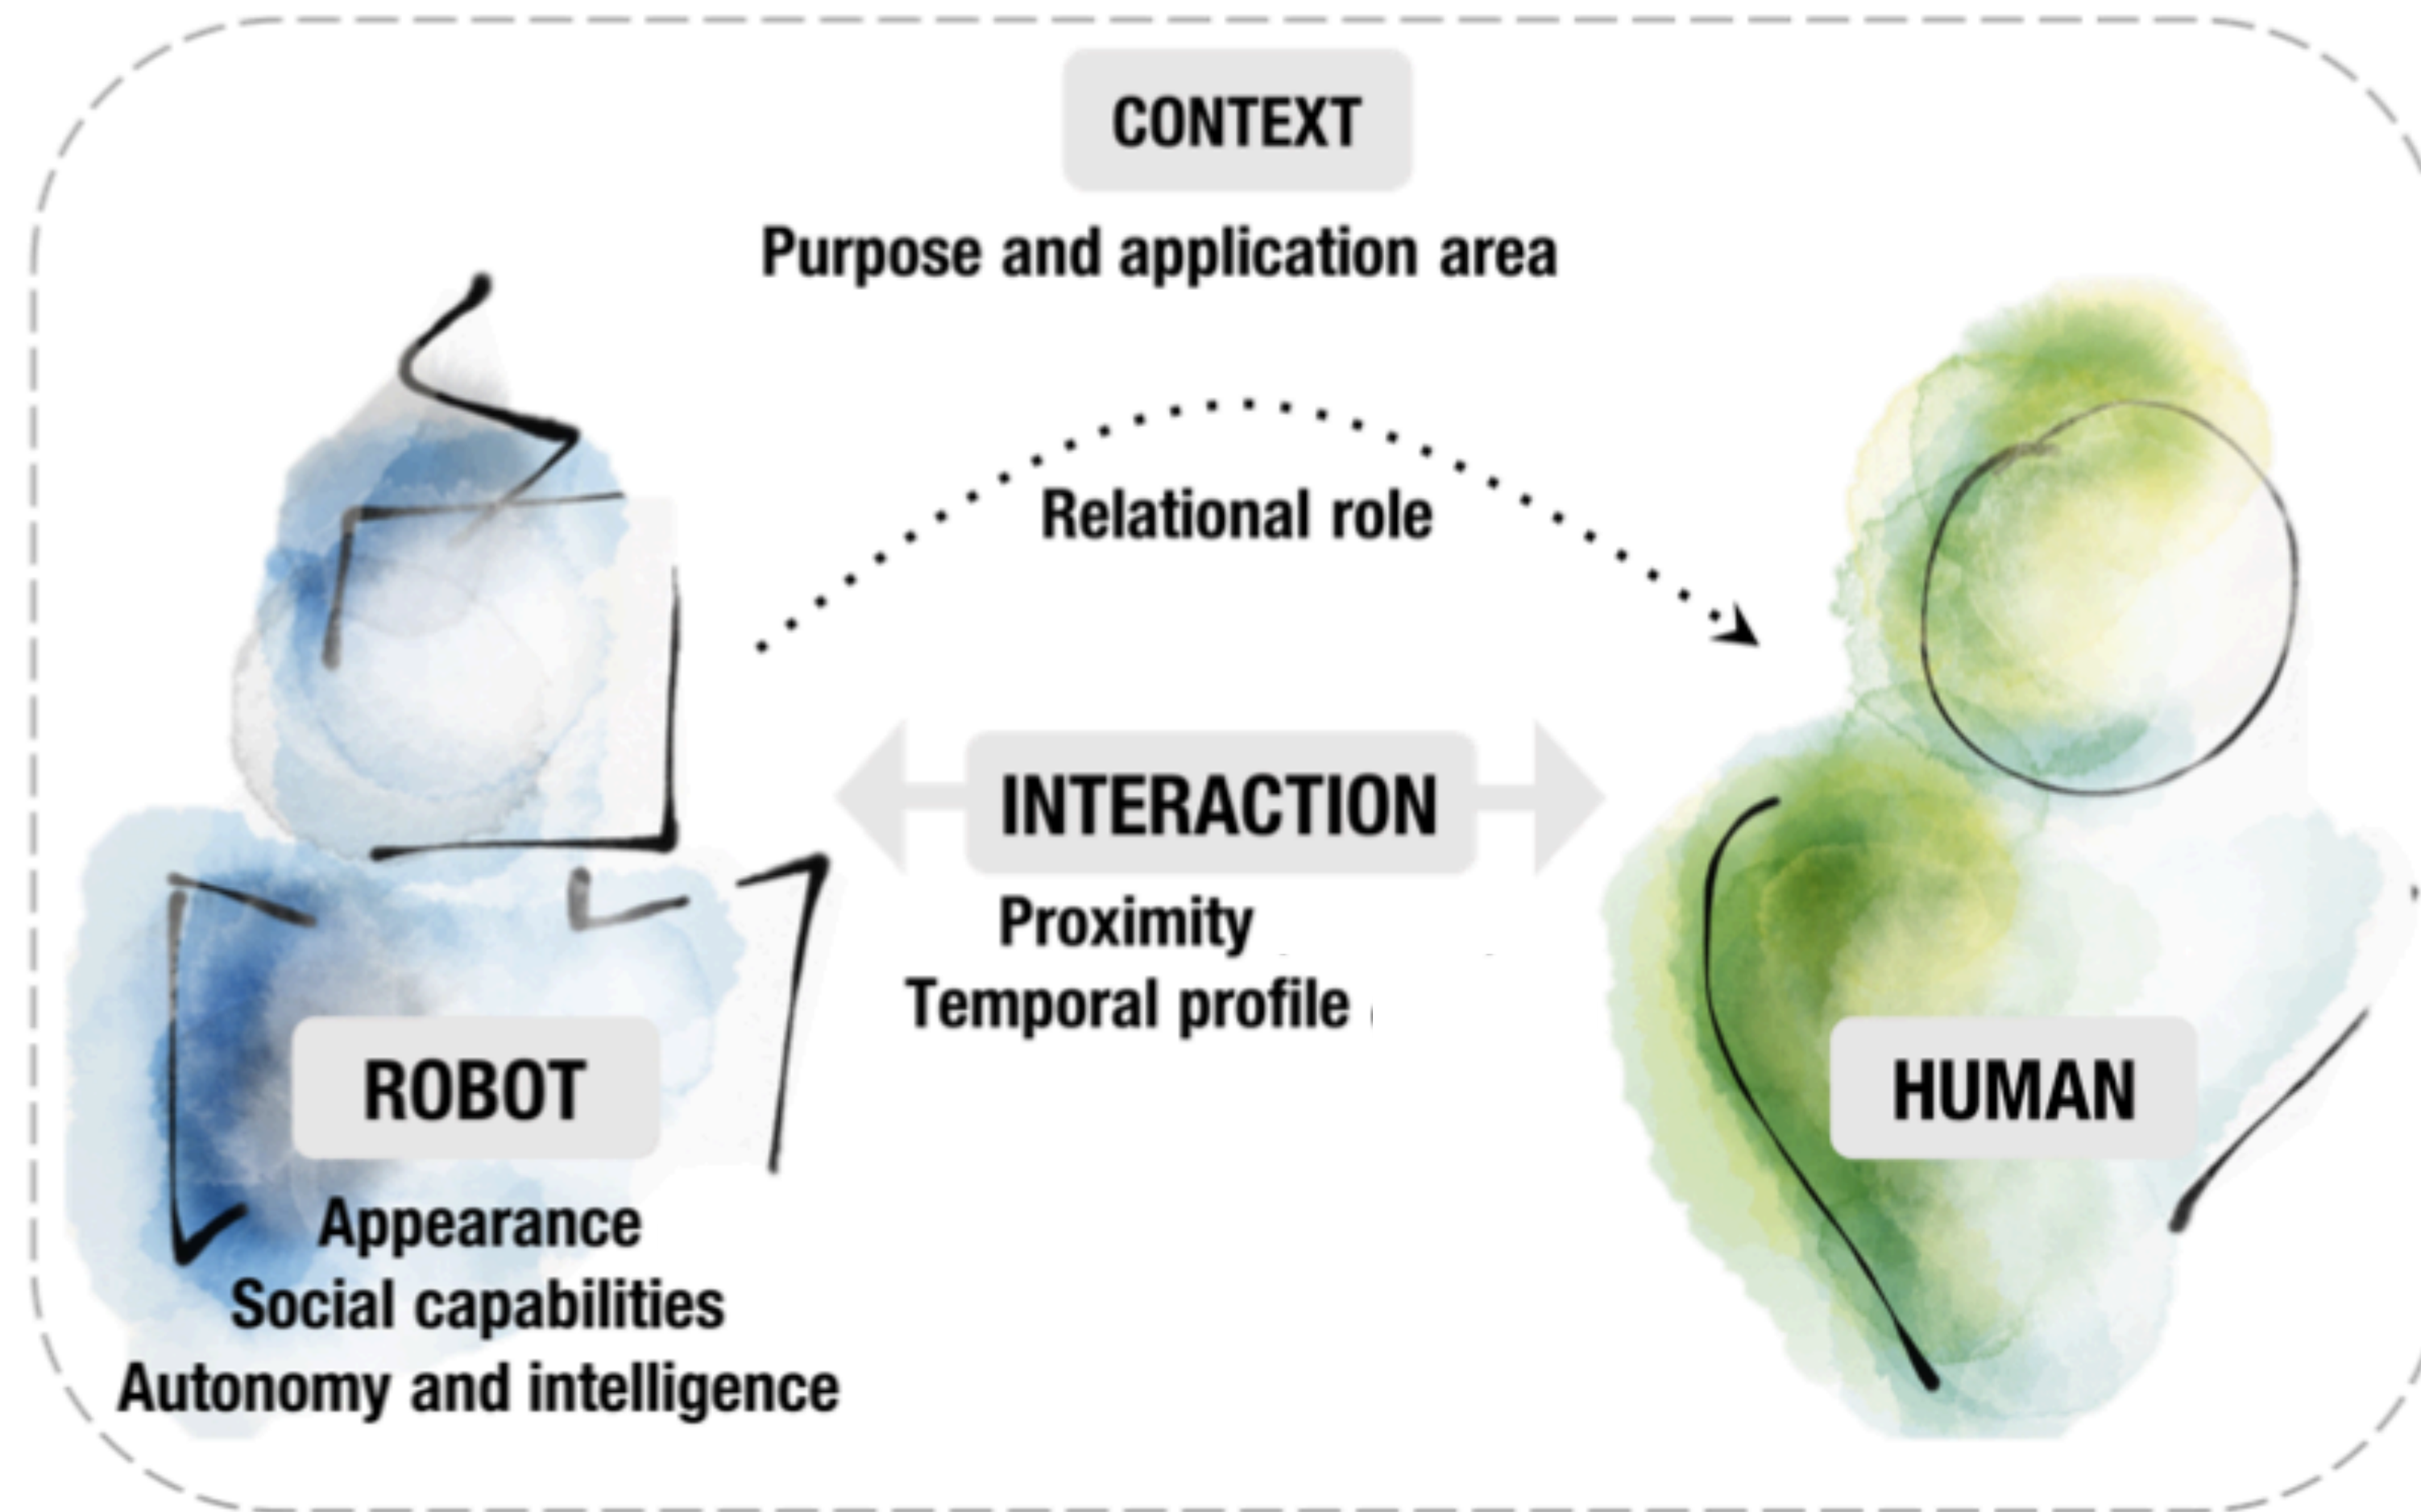 CONTEXT
Purpose and application area
Relational role
INTERACTION
Proximity
Temporal profile
ROBOT
Appearance
Social capabilities
Autonomy and intelligence
HUMAN